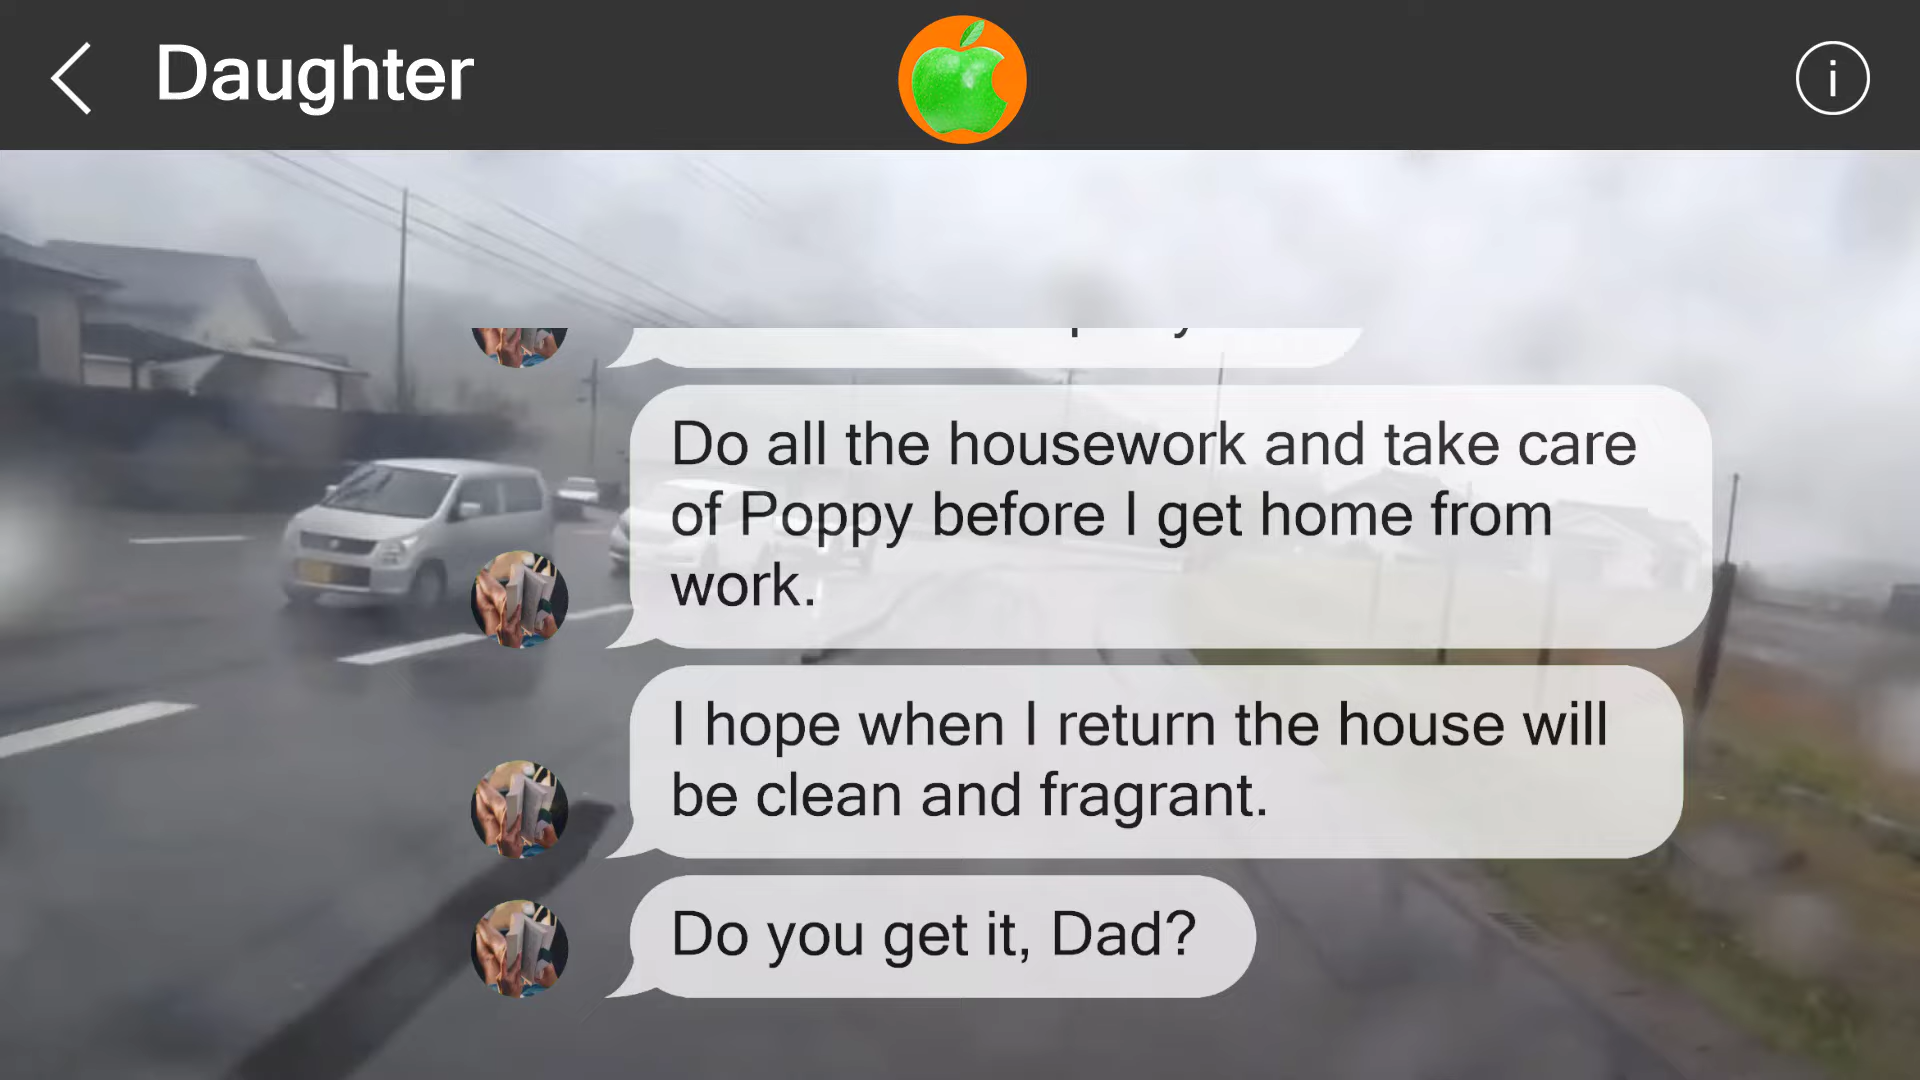 Daughter
Do all the housework and take care
of Poppy before I get home from
work.
I hope when I return the house will
be clean and fragrant.
Do you get it, Dad?